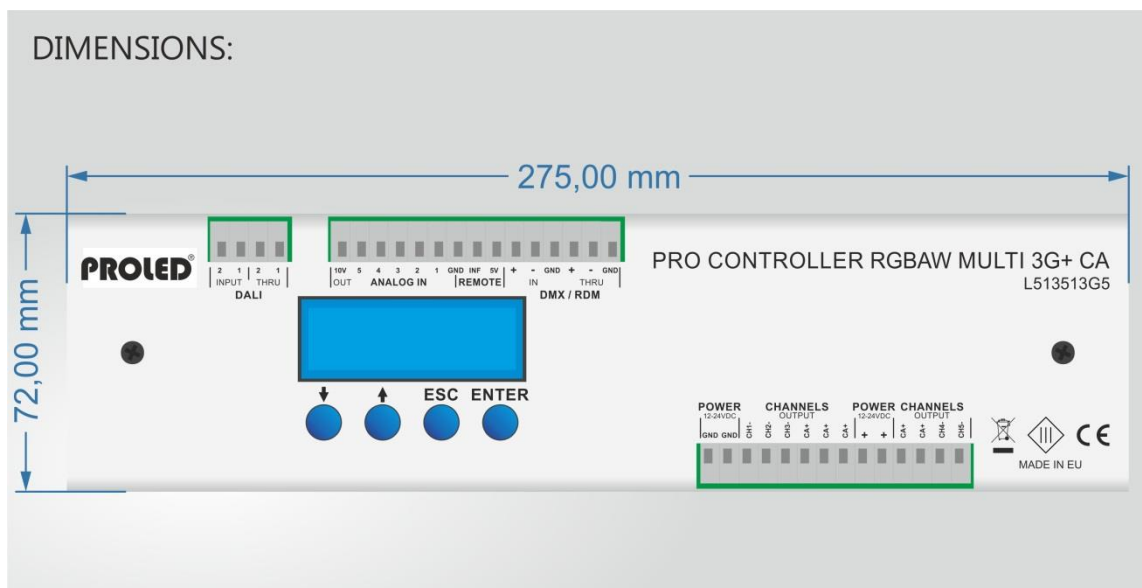 DIMENSIONS:
275,00 mm
72,00 mm
PROLED®
2 1 2 1
INPUT THRU
DALI
10V 5 4 3 2 1 GND INF 5V + - GND + - GND
OUT ANALOG IN REMOTE IN THRU
DMX / RDM
PRO CONTROLLER RGBAW MULTI 3G+ CA
L513513G5
ESC ENTER
POWER CHANNELS POWER CHANNELS
12-24VDC OUTPUT 12-24VDC OUTPUT
GND GND CH1- CH2- CH3- CA+ CA+ CA+ + + CA+ CA+ CH4- CH5-
III CE
MADE IN EU